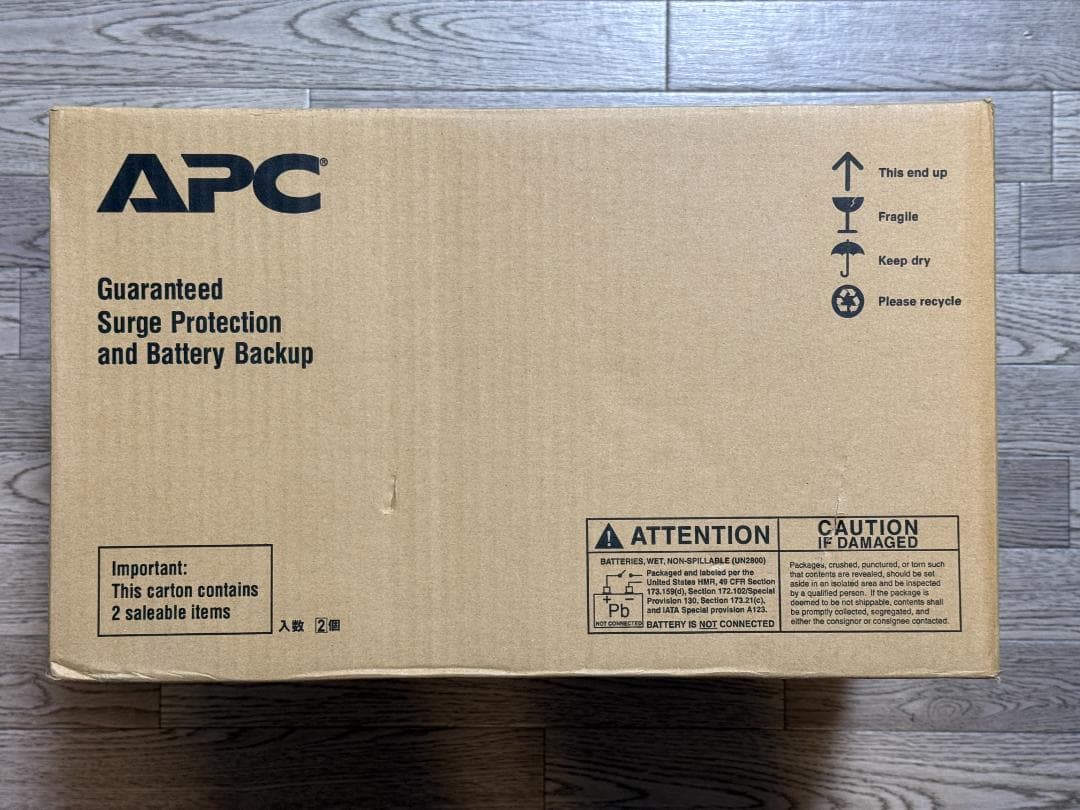 APC®
Guaranteed
Surge Protection
and Battery Backup
This end up
Fragile
Keep dry
Please recycle
Important:
This carton contains
2 saleable items
入数 2個
ATTENTION
BATTERIES, WET, NON-SPILLABLE (UN2800)
Packaged and labeled per the
United States HMR, 49 CFR Section
173.159(d), Section 172.102/Special
Provision 130, Section 173.21(c),
and IATA Special provision A123.
+ −
Pb
NOT CONNECTED
BATTERY IS NOT CONNECTED
CAUTION
IF DAMAGED
Packages, crushed, punctured, or torn such
that contents are revealed, should be set
aside in an isolated area and be inspected
by a qualified person. If the package is
deemed to be not shippable, contents shall
be promptly collected, segregated, and
either the consignor or consignee contacted.